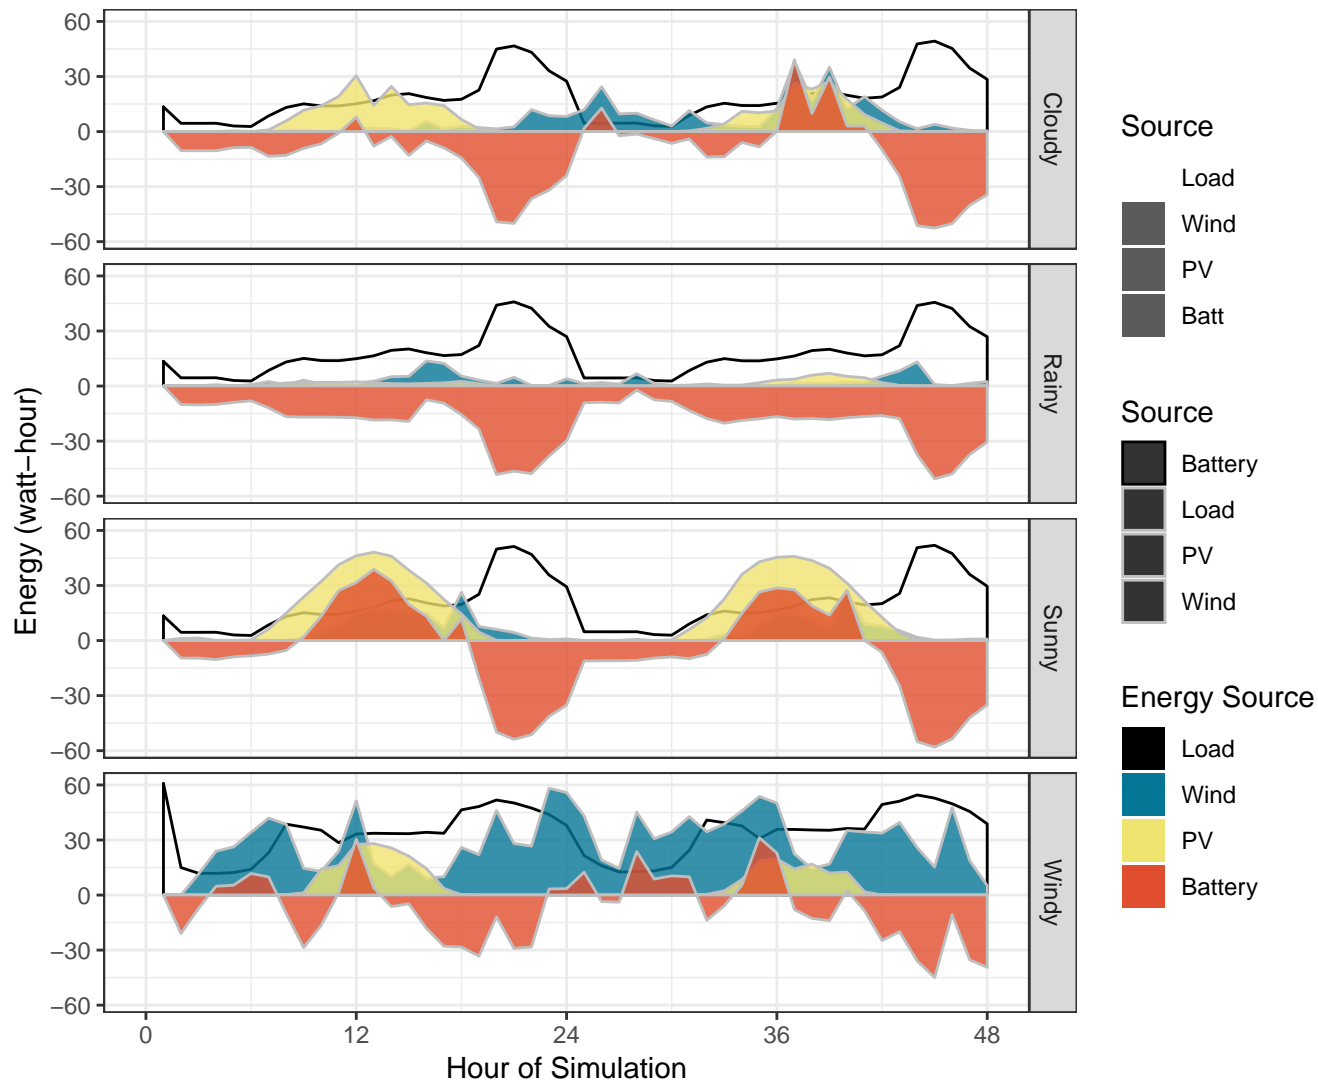 60
30
0
−30
−60
Cloudy
60
30
0
−30
−60
Rainy
60
30
0
−30
−60
Sunny
60
30
0
−30
−60
Windy
0 12 24 36 48
Hour of Simulation
Energy (watt−hour)
Source
Load
Wind
PV
Batt
Source
Battery
Load
PV
Wind
Energy Source
Load
Wind
PV
Battery